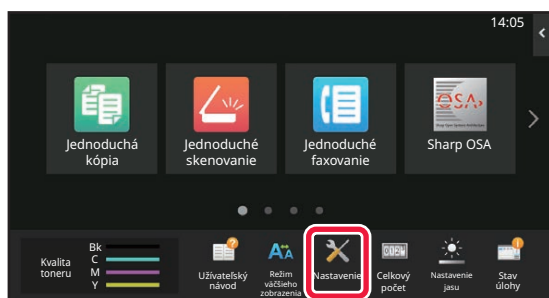 14:05
Jednoduchá
kópia
Jednoduché
skenovanie
Jednoduché
faxovanie
OSA
Sharp OSA
Kvalita
toneru
Bk
C
M
Y
Užívateľský
návod
Režim
väčšieho
zobrazenia
Nastavenie
Celkový
počet
Nastavenie
jasu
Stav
úlohy